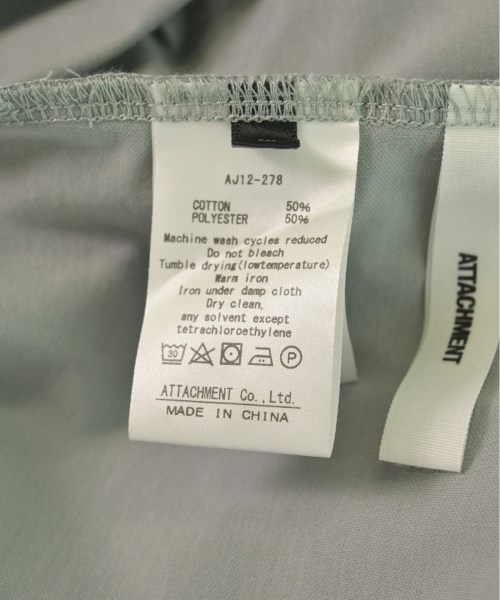 AJ12-278
COTTON 50%
POLYESTER 50%
Machine wash cycles reduced
Do not bleach
Tumble drying(lowtemperature)
Warm iron
Iron under damp cloth
Dry clean,
any solvent except
tetrachloroethylene
30 P
ATTACHMENT Co.,Ltd.
MADE IN CHINA
ATTACHMENT